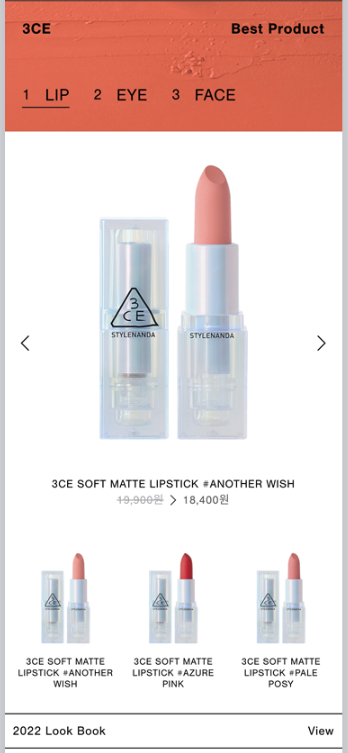 3CE Best Product
1 LIP 2 EYE 3 FACE
3
CE
STYLENANDA
STYLENANDA
3CE SOFT MATTE LIPSTICK #ANOTHER WISH
19,900원 > 18,400원
3CE SOFT MATTE
LIPSTICK #ANOTHER
WISH
3CE SOFT MATTE
LIPSTICK #AZURE
PINK
3CE SOFT MATTE
LIPSTICK #PALE
POSY
2022 Look Book View